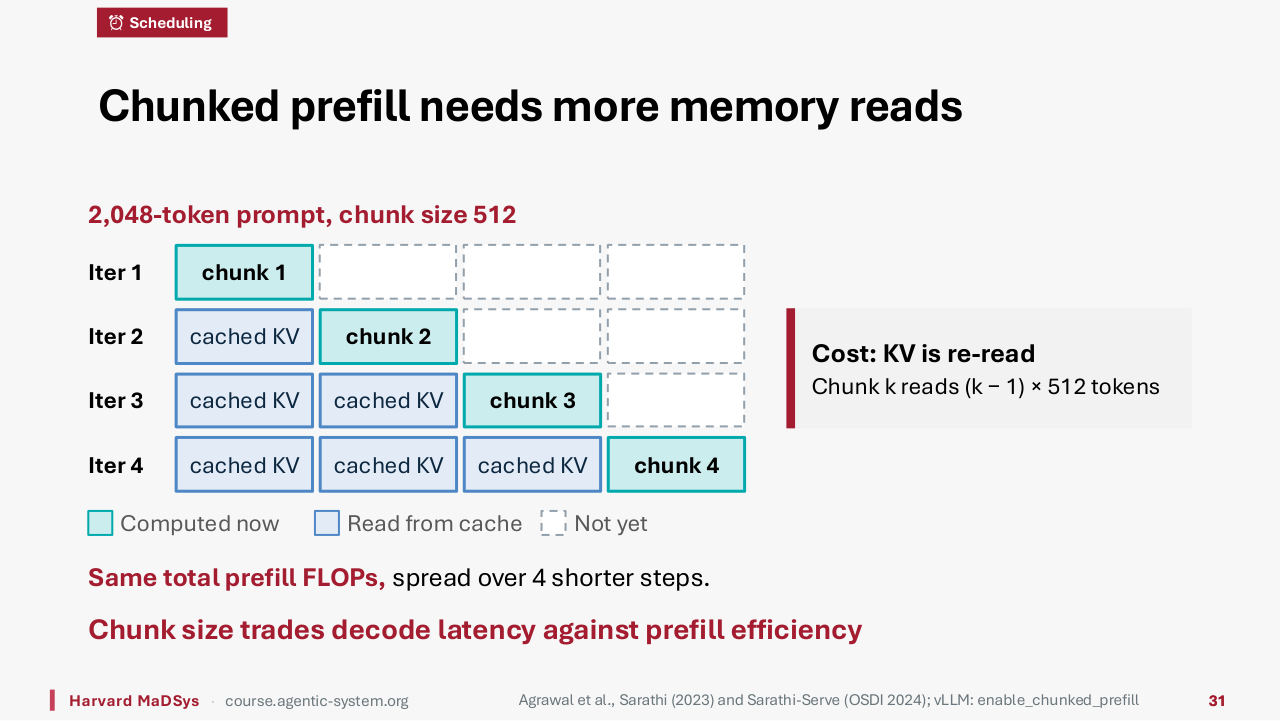 Scheduling
Chunked prefill needs more memory reads
2,048-token prompt, chunk size 512
Iter 1 chunk 1
Iter 2 cached KV chunk 2
Iter 3 cached KV cached KV chunk 3
Iter 4 cached KV cached KV cached KV chunk 4
Cost: KV is re-read
Chunk k reads (k − 1) × 512 tokens
Computed now Read from cache Not yet
Same total prefill FLOPs, spread over 4 shorter steps.
Chunk size trades decode latency against prefill efficiency
Harvard MaDSys · course.agentic-system.org
Agrawal et al., Sarathi (2023) and Sarathi-Serve (OSDI 2024); vLLM: enable_chunked_prefill
31